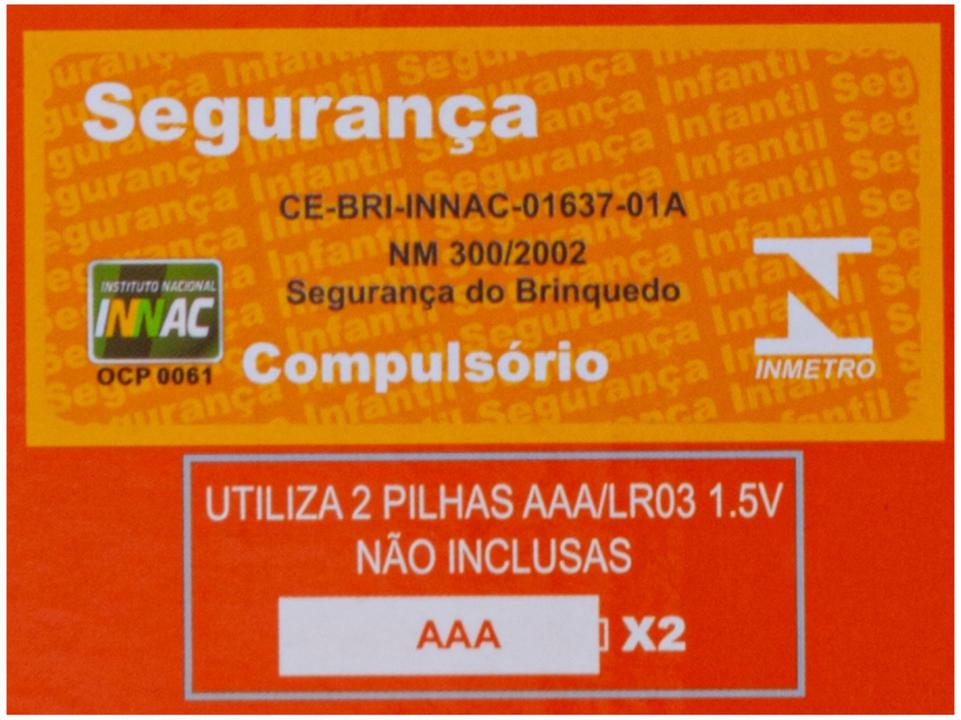 Segurança
CE-BRI-INNAC-01637-01A
NM 300/2002
Segurança do Brinquedo
INSTITUTO NACIONAL
INNAC
OCP 0061
Compulsório
INMETRO
UTILIZA 2 PILHAS AAA/LR03 1.5V
NÃO INCLUSAS
AAA X2